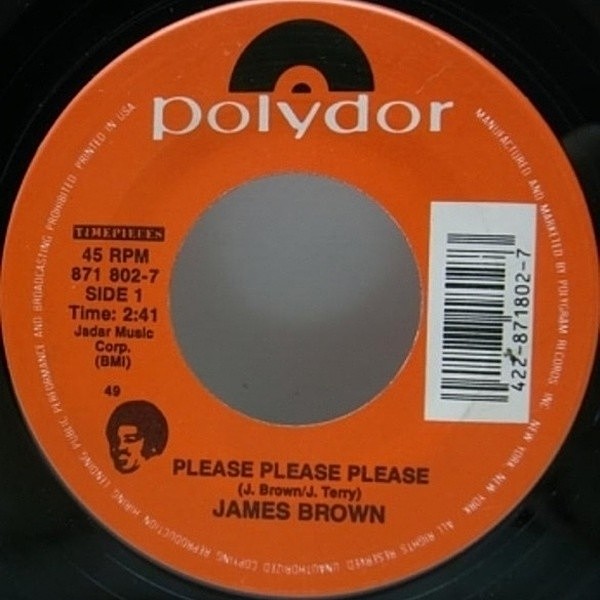 polydor
TIMEPIECES
45 RPM
871 802-7
SIDE 1
Time: 2:41
Jadar Music
Corp.
(BMI)
49
422-871802-7
PLEASE PLEASE PLEASE
(J. Brown/J. Terry)
JAMES BROWN
MANUFACTURED AND MARKETED BY POLYGRAM RECORDS INC. NEW YORK, NEW YORK
ALL RIGHTS RESERVED UNAUTHORIZED COPYING REPRODUCTION HIRING LENDING PUBLIC PERFORMANCE AND BROADCASTING PROHIBITED. PRINTED IN USA